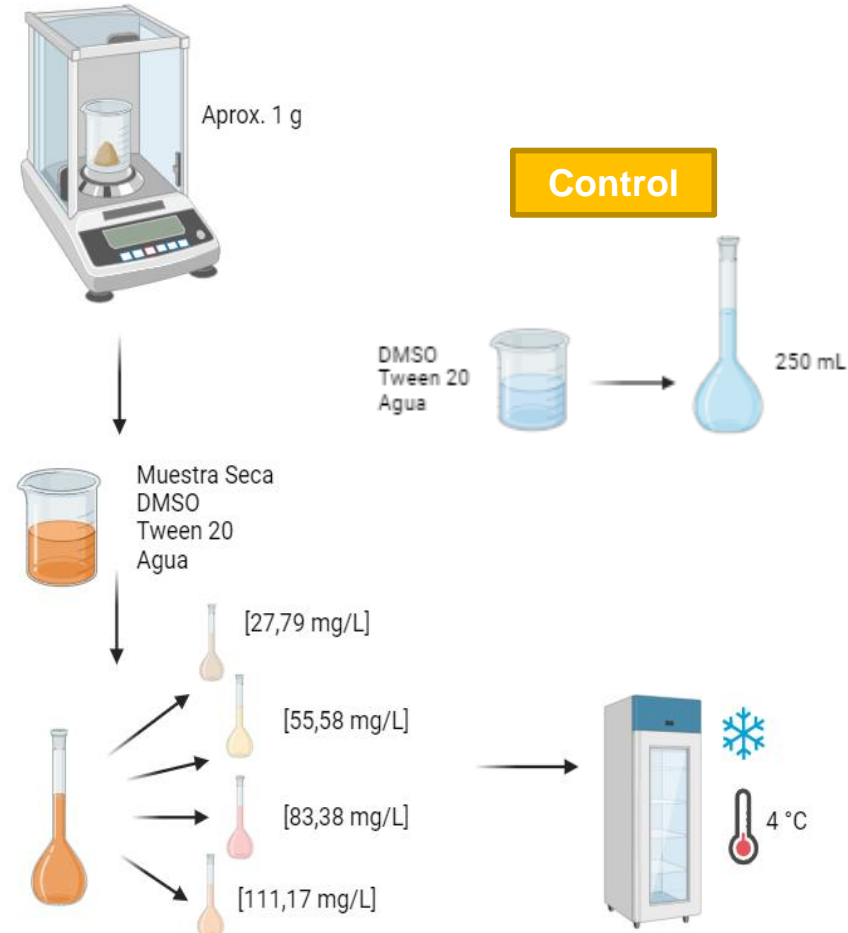 Aprox. 1 g
Control
DMSO
Tween 20
Agua
250 mL
Muestra Seca
DMSO
Tween 20
Agua
[27,79 mg/L]
[55,58 mg/L]
[83,38 mg/L]
[111,17 mg/L]
4 °C